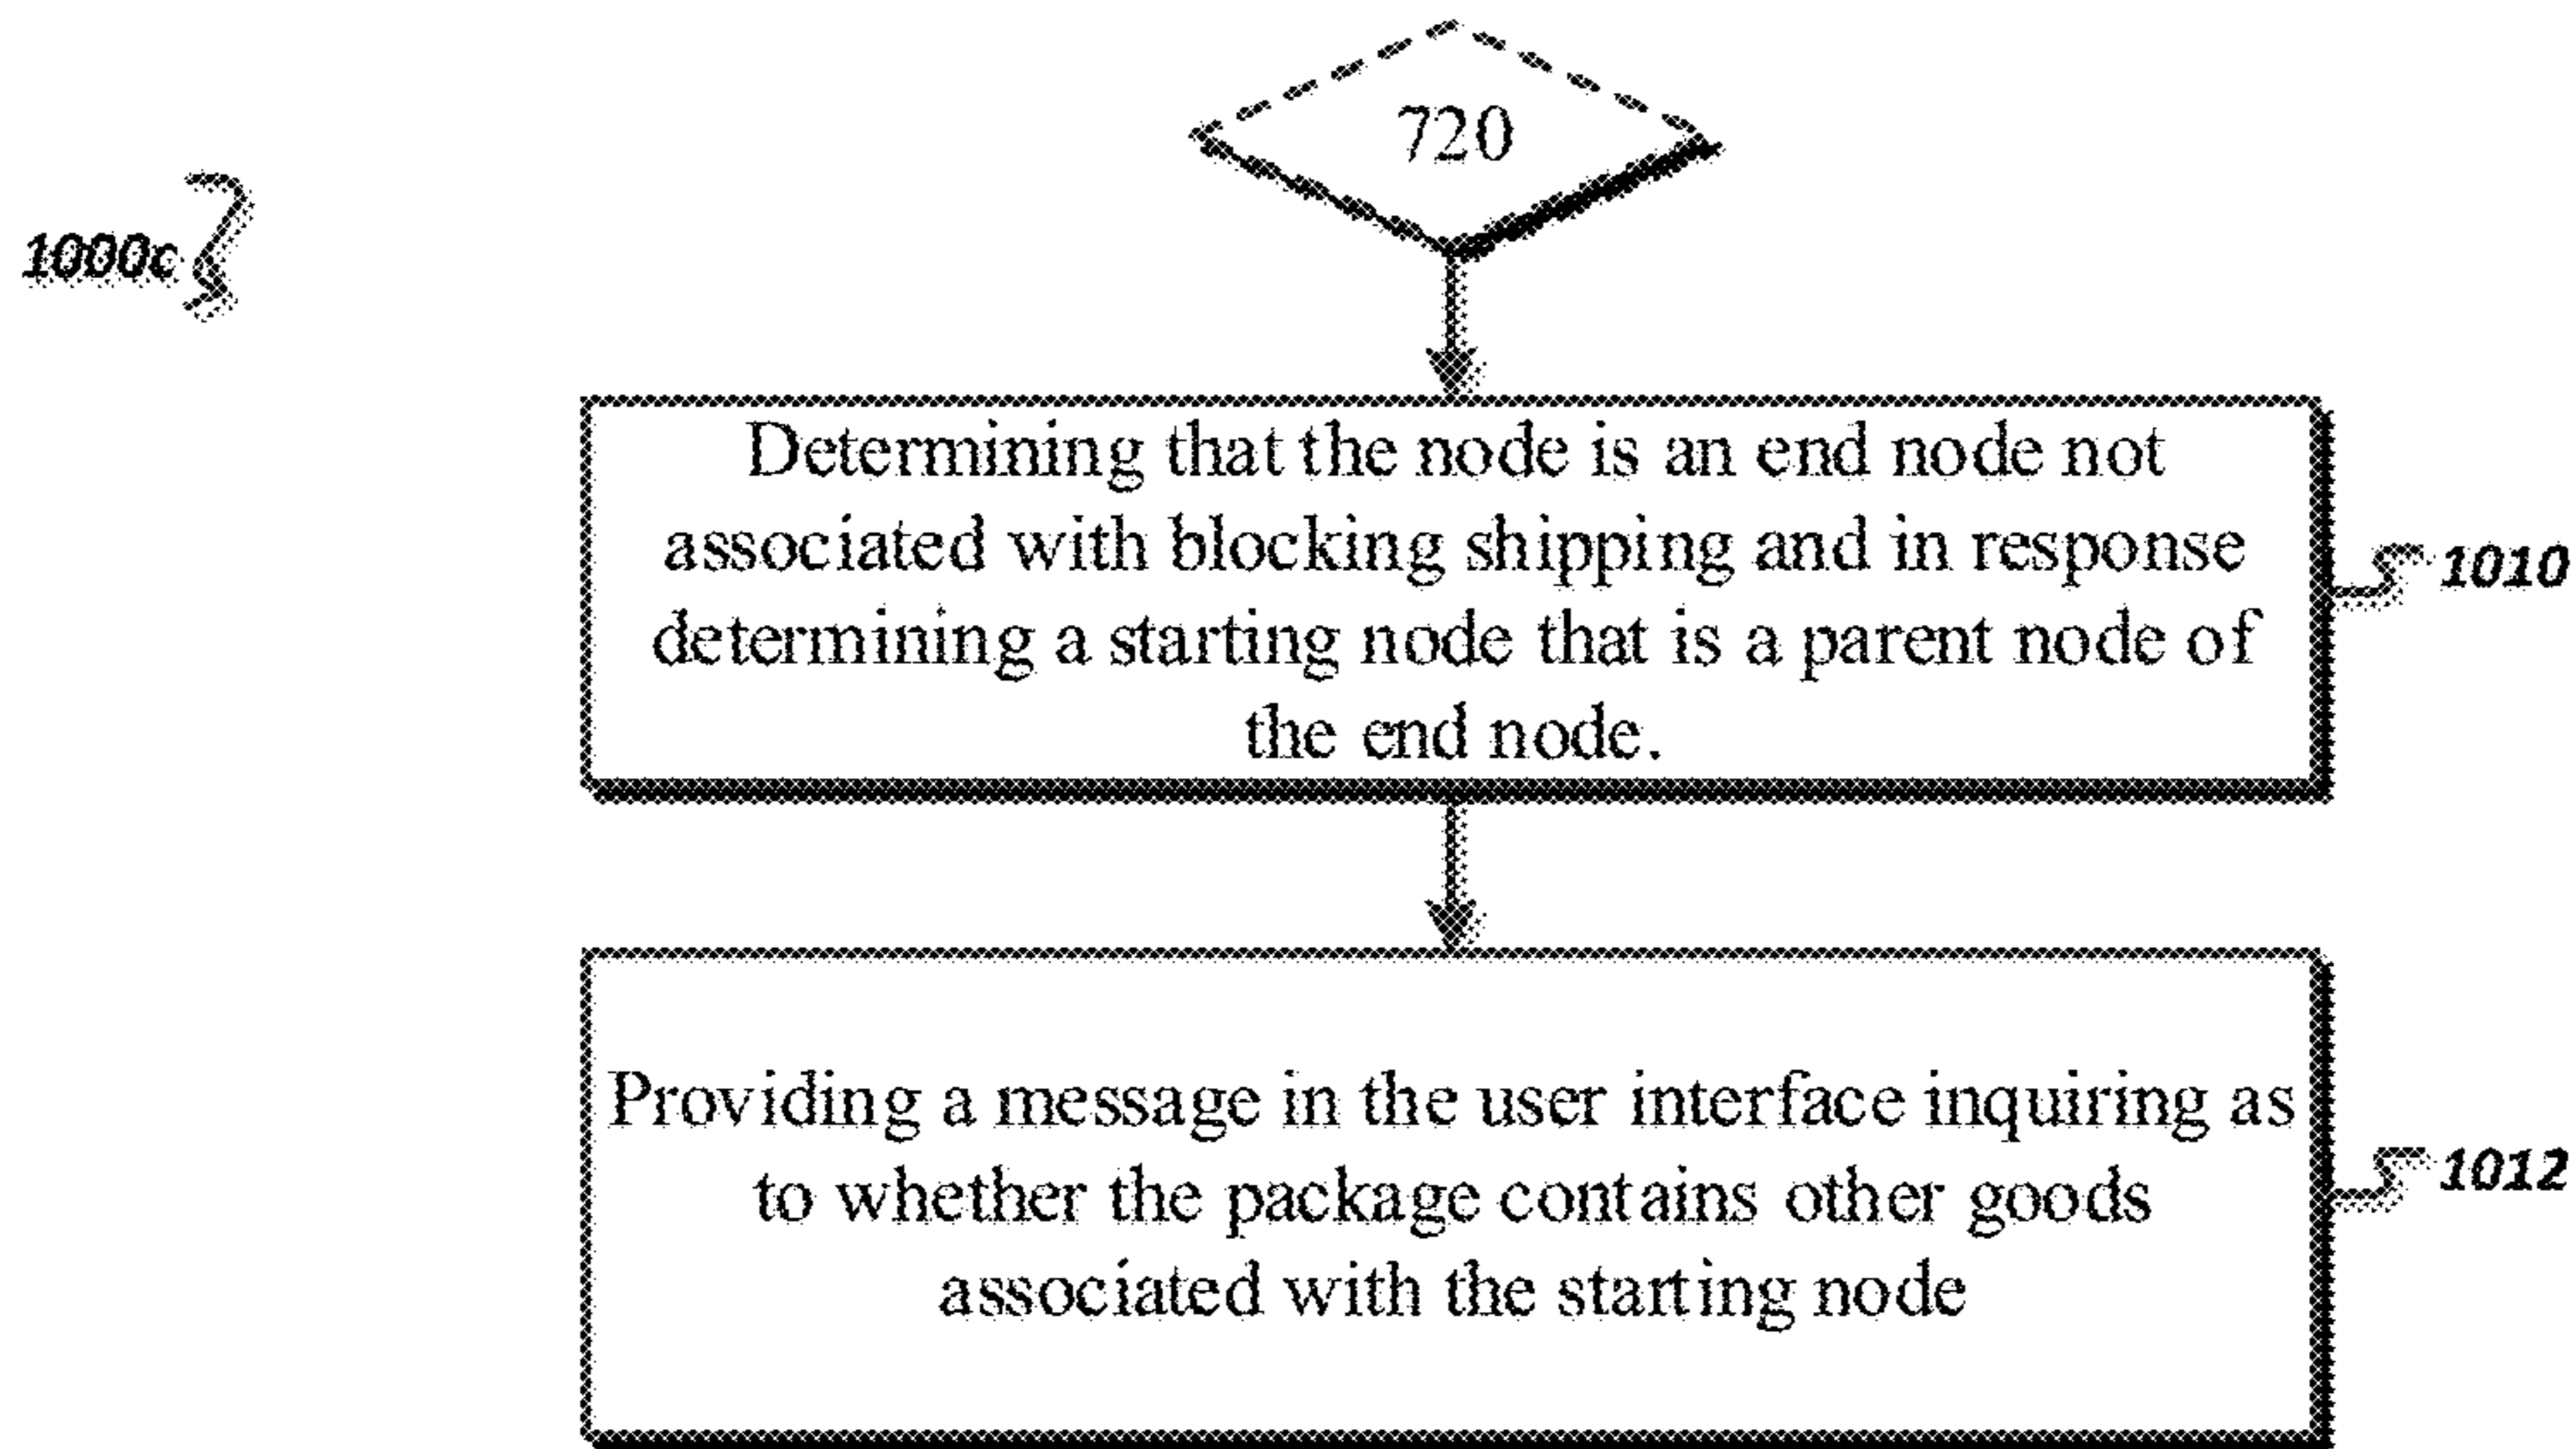 720
1000c
Determining that the node is an end node not
associated with blocking shipping and in response
determining a starting node that is a parent node of
the end node.
1010
Providing a message in the user interface inquiring as
to whether the package contains other goods
associated with the starting node
1012